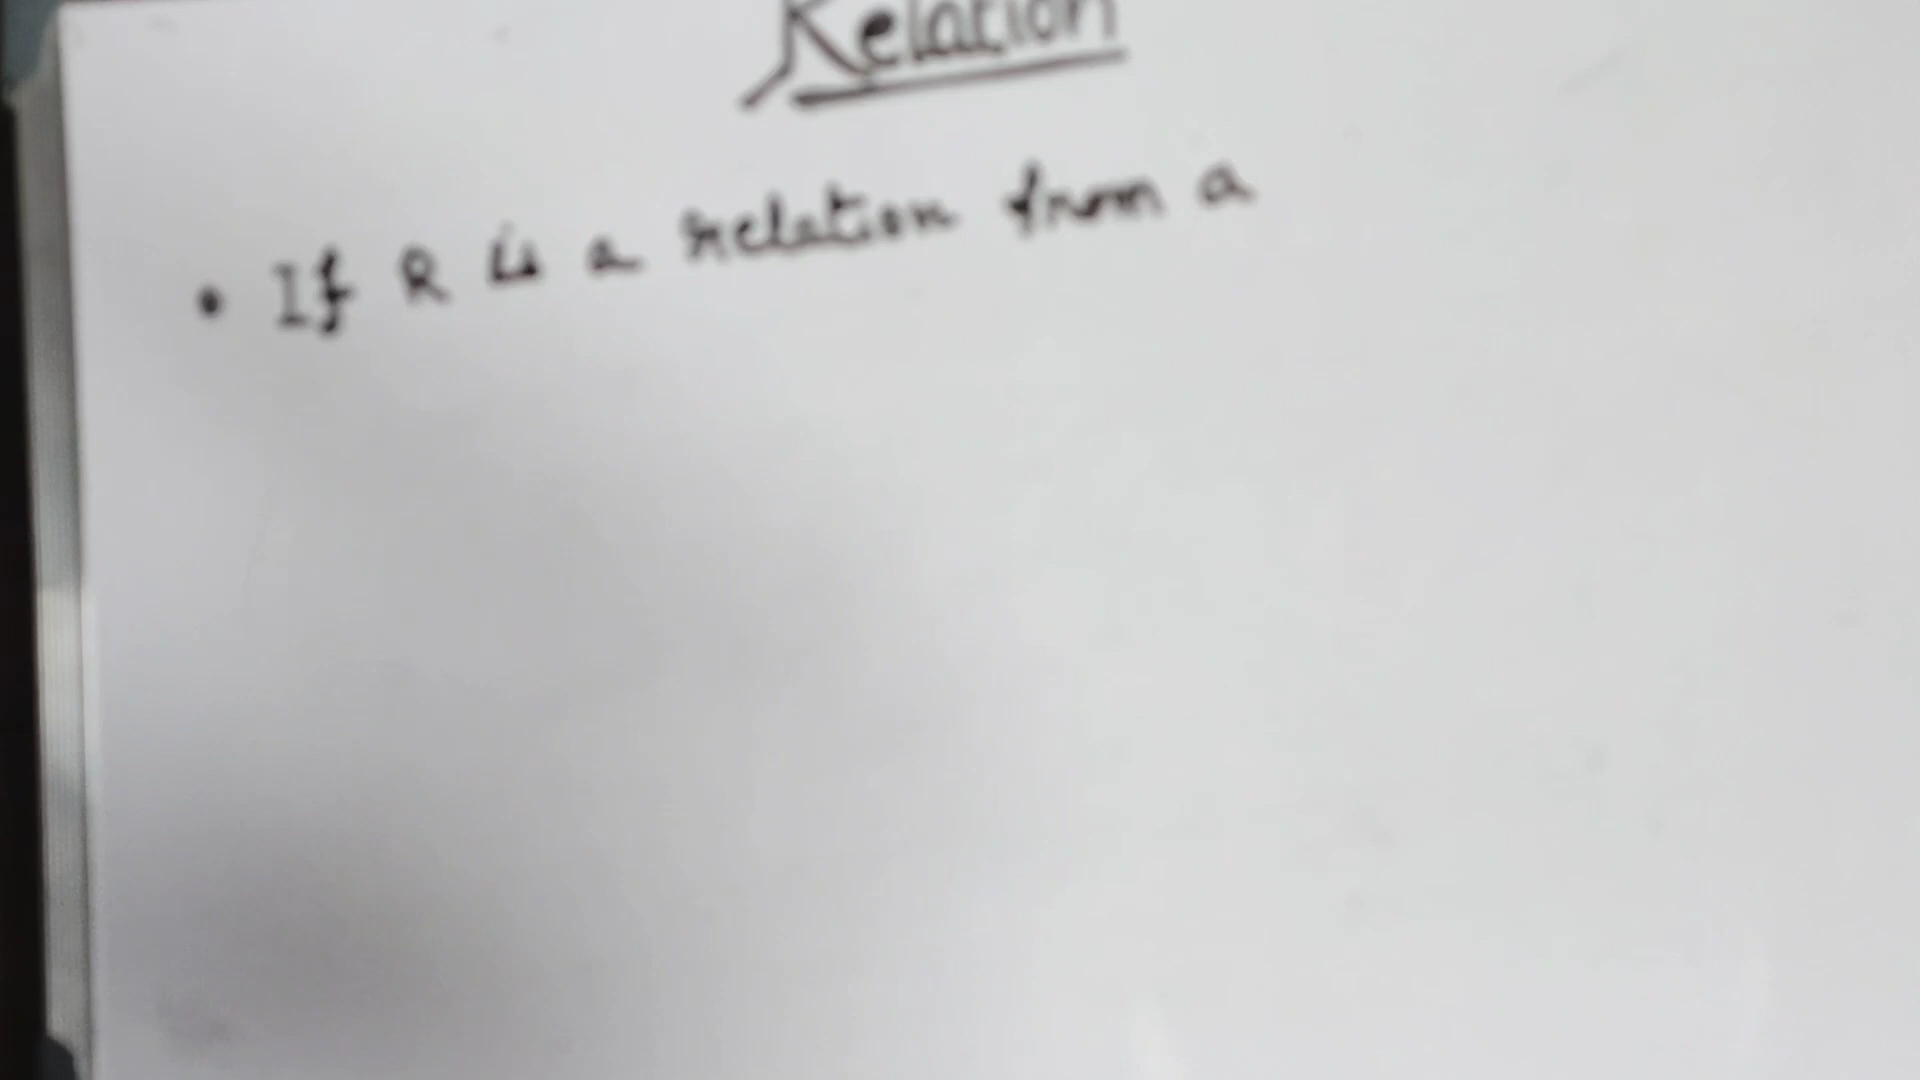 Relation
• If R is a relation from a